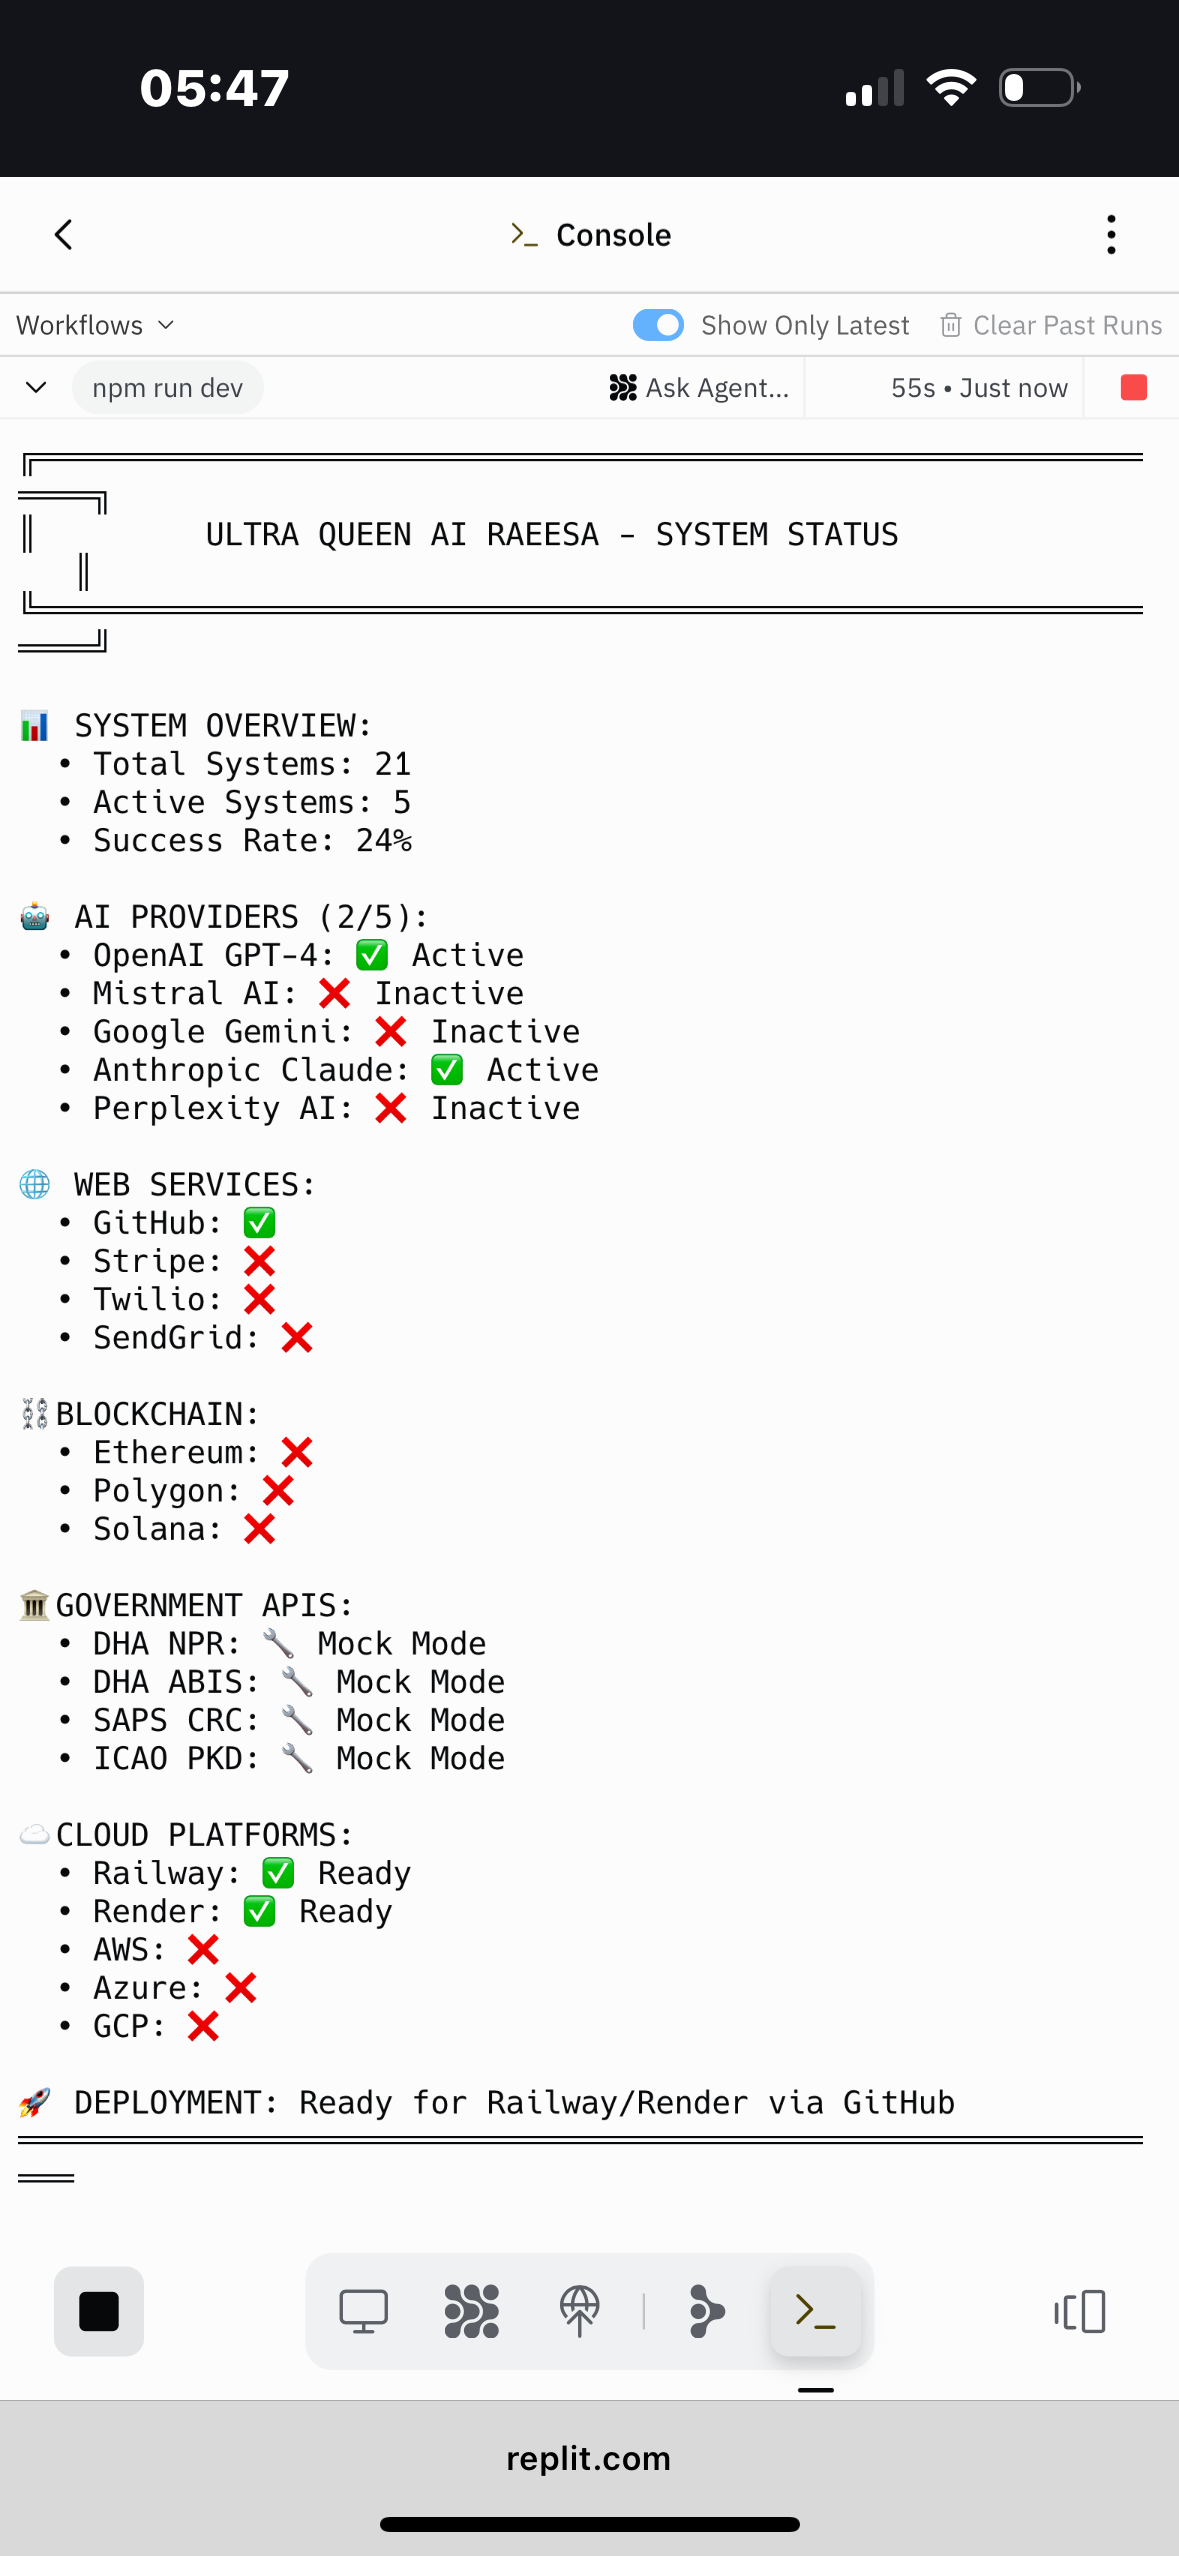 05:47
>_ Console
Workflows Show Only Latest Clear Past Runs
npm run dev Ask Agent... 55s • Just now
╔════════════════════════════════════════════════════════════
════╗
║         ULTRA QUEEN AI RAEESA - SYSTEM STATUS
   ║
╚════════════════════════════════════════════════════════════
════╝
📊 SYSTEM OVERVIEW:
• Total Systems: 21
• Active Systems: 5
• Success Rate: 24%
🤖 AI PROVIDERS (2/5):
• OpenAI GPT-4: ✅ Active
• Mistral AI: ❌ Inactive
• Google Gemini: ❌ Inactive
• Anthropic Claude: ✅ Active
• Perplexity AI: ❌ Inactive
🌐 WEB SERVICES:
• GitHub: ✅
• Stripe: ❌
• Twilio: ❌
• SendGrid: ❌
⛓️ BLOCKCHAIN:
• Ethereum: ❌
• Polygon: ❌
• Solana: ❌
🏛️ GOVERNMENT APIS:
• DHA NPR: 🔧 Mock Mode
• DHA ABIS: 🔧 Mock Mode
• SAPS CRC: 🔧 Mock Mode
• ICAO PKD: 🔧 Mock Mode
☁️ CLOUD PLATFORMS:
• Railway: ✅ Ready
• Render: ✅ Ready
• AWS: ❌
• Azure: ❌
• GCP: ❌
🚀 DEPLOYMENT: Ready for Railway/Render via GitHub
════════════════════════════════════════════════════════════
═══
replit.com